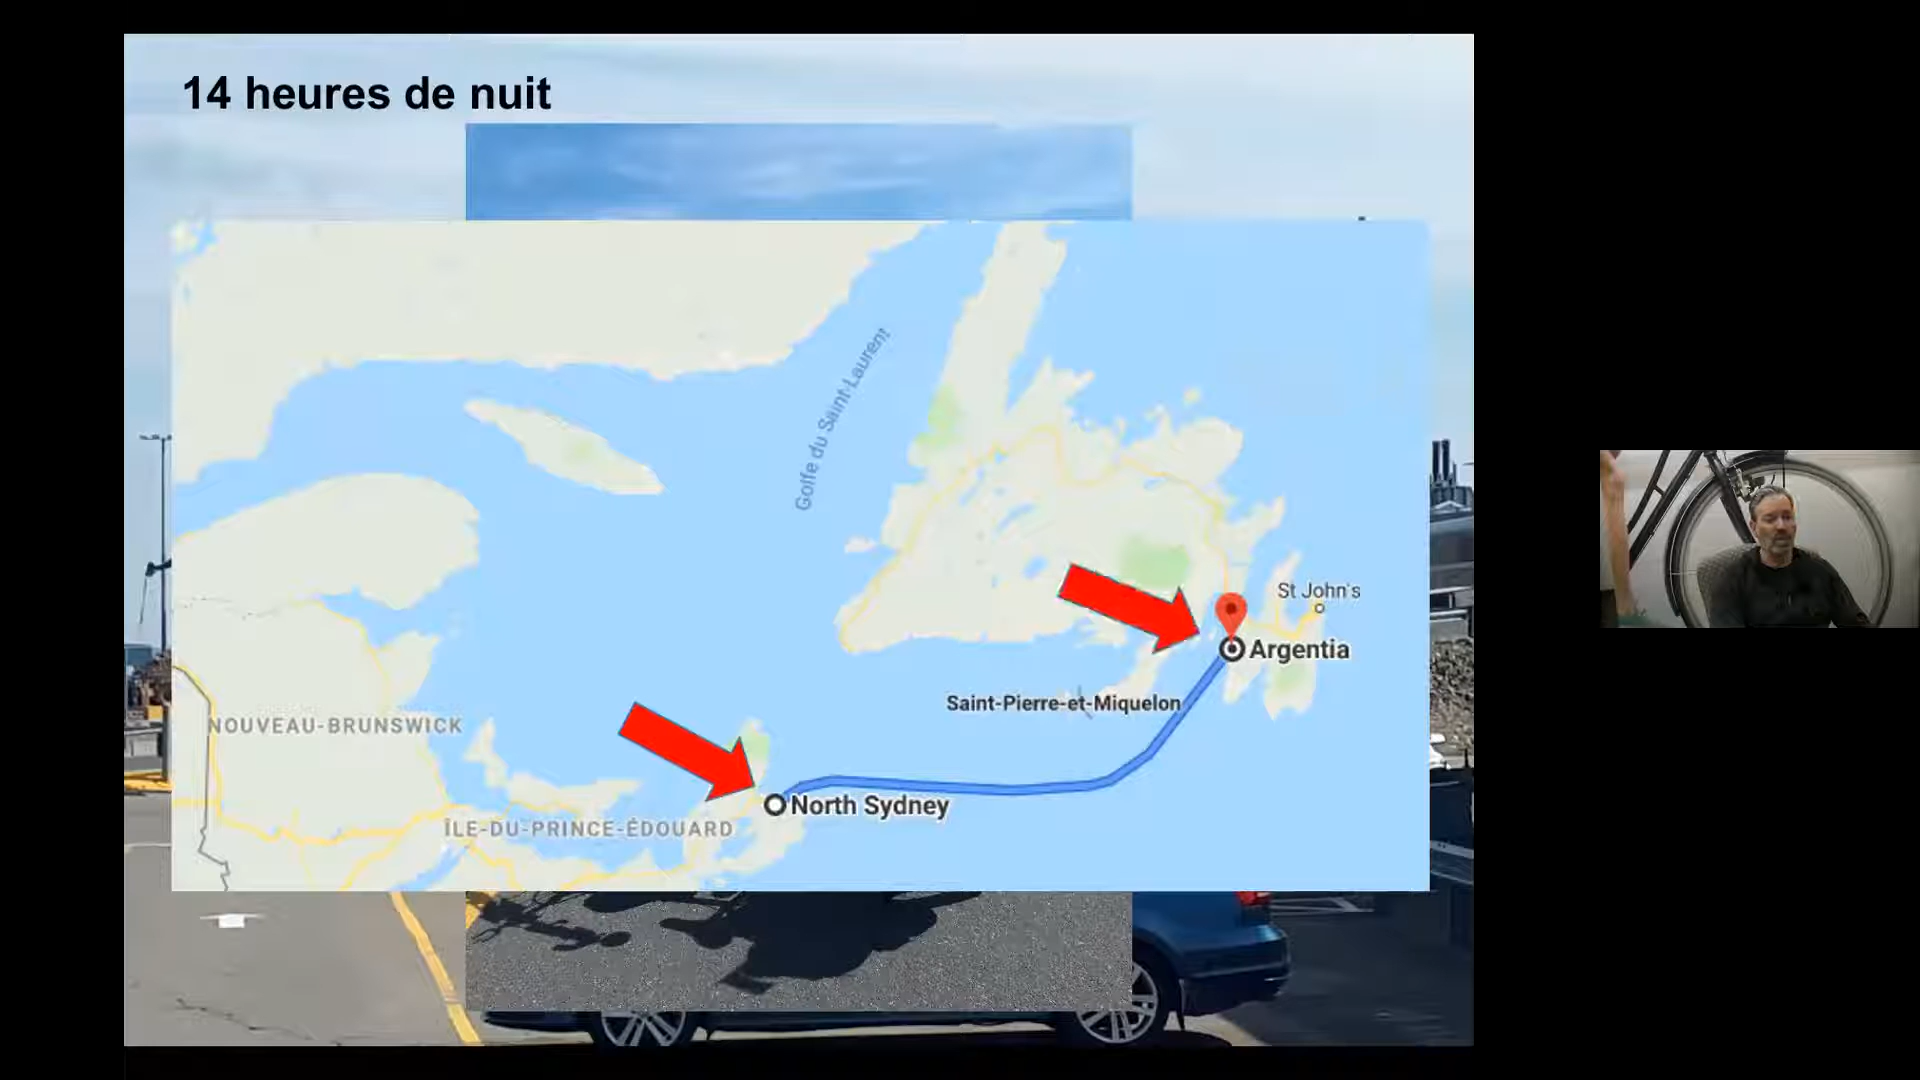 14 heures de nuit
Golfe du Saint-Laurent
St John's
Argentia
Saint-Pierre-et-Miquelon
NOUVEAU-BRUNSWICK
North Sydney
ÎLE-DU-PRINCE-ÉDOUARD